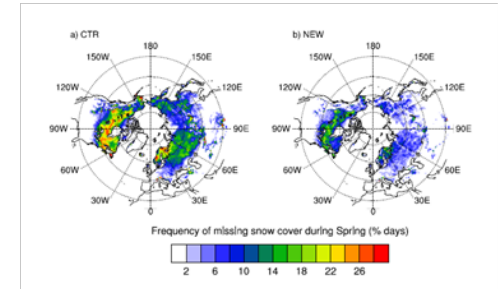 a) CTR
b) NEW
180
150W
150E
120W
120E
90W
90E
60W
60E
30W
30E
0
180
150W
150E
120W
120E
90W
90E
60W
60E
30W
30E
0
Frequency of missing snow cover during Spring (% days)
2 6 10 14 18 22 26